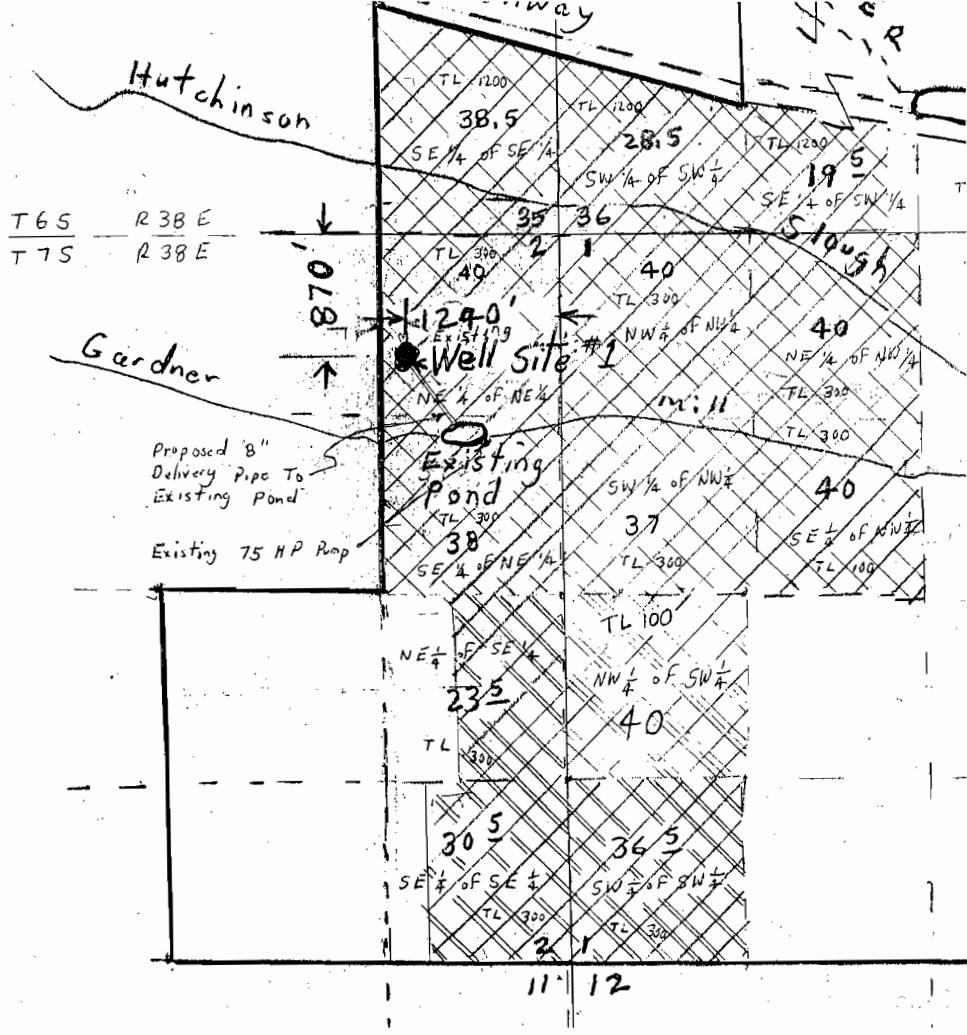 Hutchinson
TL 1200
38.5
SE 1/4 OF SE 1/4
TL 1200
28.5
SW 1/4 OF SW 1/4
TL 1200
19 5
SE 1/4 OF SW 1/4
Slough
T 6 S R 38 E
T 7 S R 38 E
35 36
2 1
870'
TL 300
40
40
TL 300
NW 1/4 of NW 1/4
40
NE 1/4 OF NW 1/4
TL 300
1240'
Existing
Well Site #1
NE 1/4 OF NE 1/4
Gardner
mill
TL 300
Proposed 8"
Delivery Pipe To
Existing Pond
Existing
Pond
TL 300
38
SE 1/4 OF NE 1/4
Existing 75 HP Pump
SW 1/4 OF NW 1/4
37
TL 300
40
SE 1/4 of NW 1/4
TL 100
NE 1/4 of SE 1/4
23 5
TL 300
TL 100
NW 1/4 OF SW 1/4
40
30 5
SE 1/4 OF SE 1/4
TL 300
36 5
SW 1/4 OF SW 1/4
TL 300
2 1
11 12